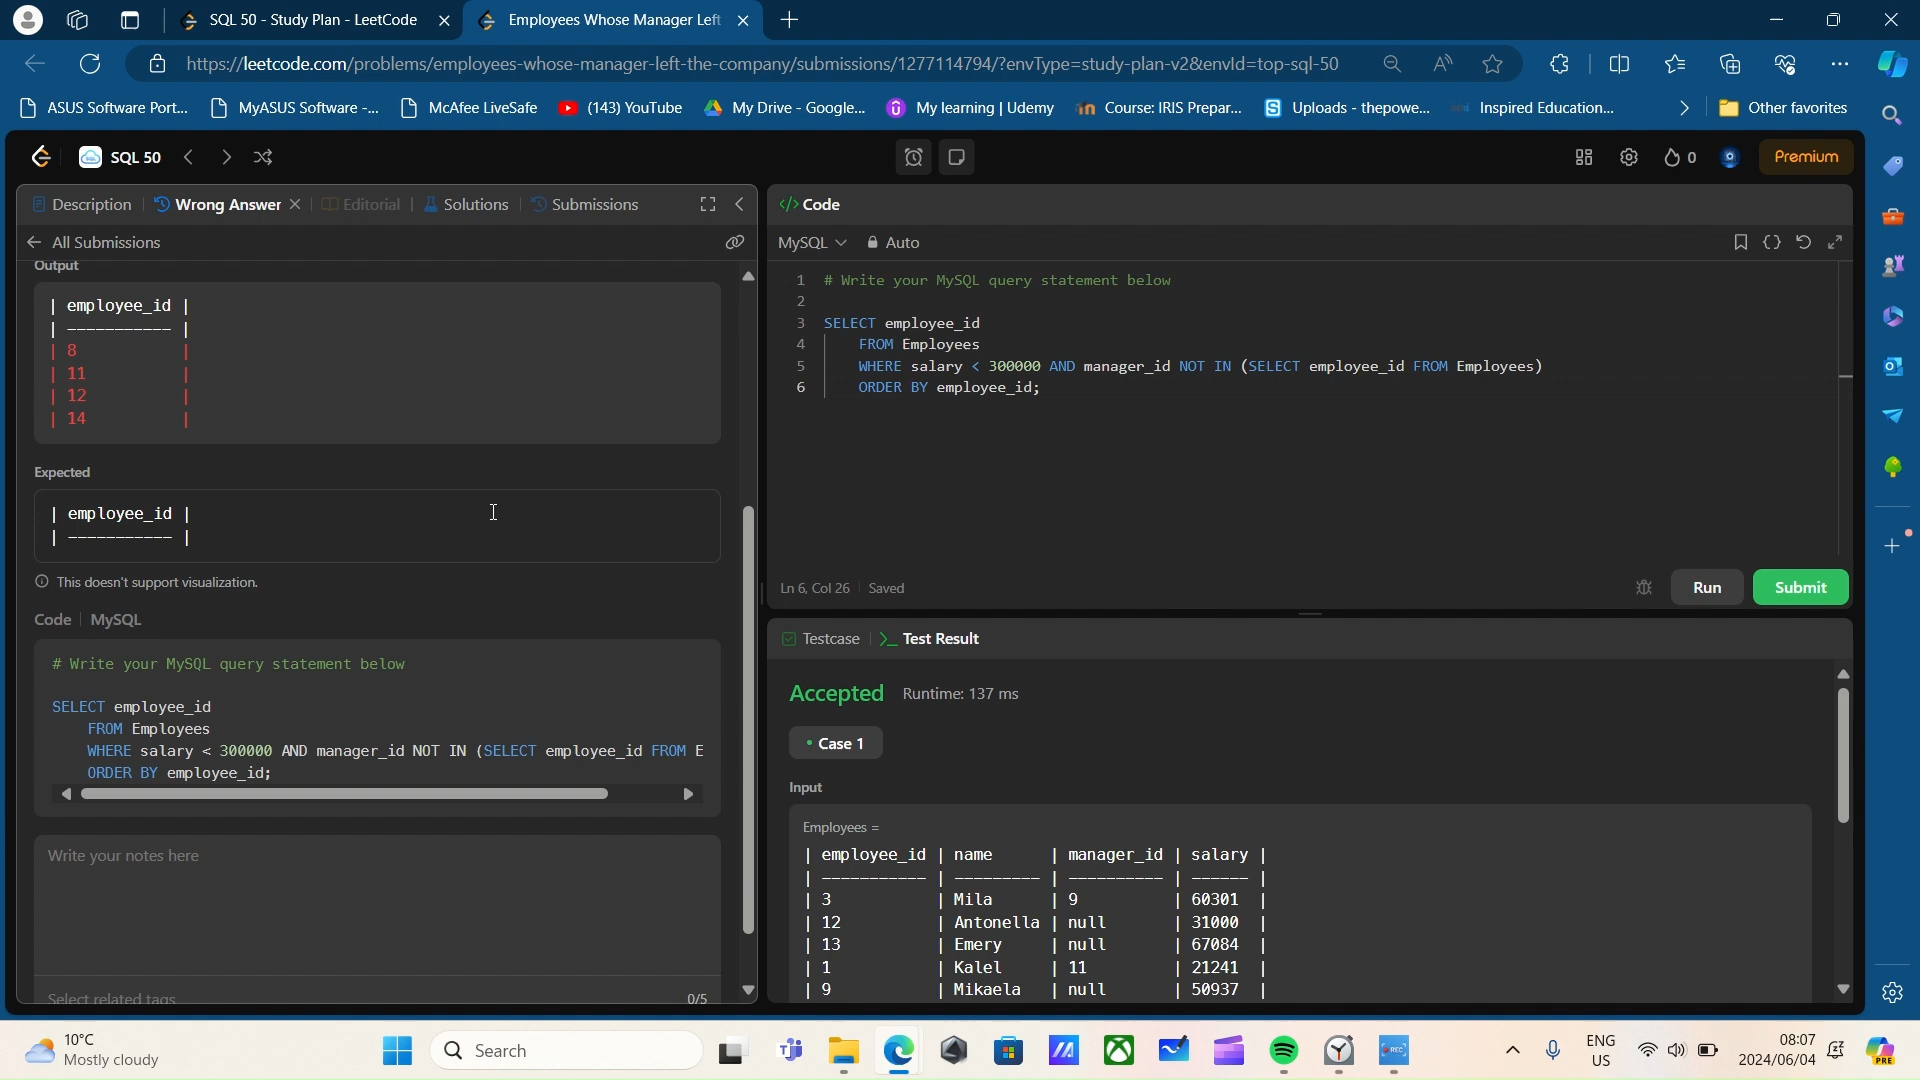 SQL 50 - Study Plan - LeetCode
Employees Whose Manager Left
https://leetcode.com/problems/employees-whose-manager-left-the-company/submissions/1277114794/?envType=study-plan-v2&envId=top-sql-50
ASUS Software Port...
MyASUS Software -...
McAfee LiveSafe
(143) YouTube
My Drive - Google...
My learning | Udemy
Course: IRIS Prepar...
Uploads - thepowe...
Inspired Education...
Other favorites
SQL 50
0
Premium
Description
Wrong Answer
Editorial
Solutions
Submissions
All Submissions
Output
| employee_id |
| ----------- |
| 8 |
| 11 |
| 12 |
| 14 |
Expected
| employee_id |
| ----------- |
This doesn't support visualization.
Code | MySQL
# Write your MySQL query statement below
SELECT employee_id
FROM Employees
WHERE salary < 300000 AND manager_id NOT IN (SELECT employee_id FROM E
ORDER BY employee_id;
Write your notes here
Select related tags
0/5
Code
MySQL
Auto
1 # Write your MySQL query statement below
2
3 SELECT employee_id
4 FROM Employees
5 WHERE salary < 300000 AND manager_id NOT IN (SELECT employee_id FROM Employees)
6 ORDER BY employee_id;
Ln 6, Col 26 | Saved
Run
Submit
Testcase
Test Result
Accepted Runtime: 137 ms
Case 1
Input
Employees =
| employee_id | name | manager_id | salary |
| ----------- | --------- | ---------- | ------ |
| 3 | Mila | 9 | 60301 |
| 12 | Antonella | null | 31000 |
| 13 | Emery | null | 67084 |
| 1 | Kalel | 11 | 21241 |
| 9 | Mikaela | null | 50937 |
10°C
Mostly cloudy
Search
REC
ENG
US
08:07
2024/06/04
PRE